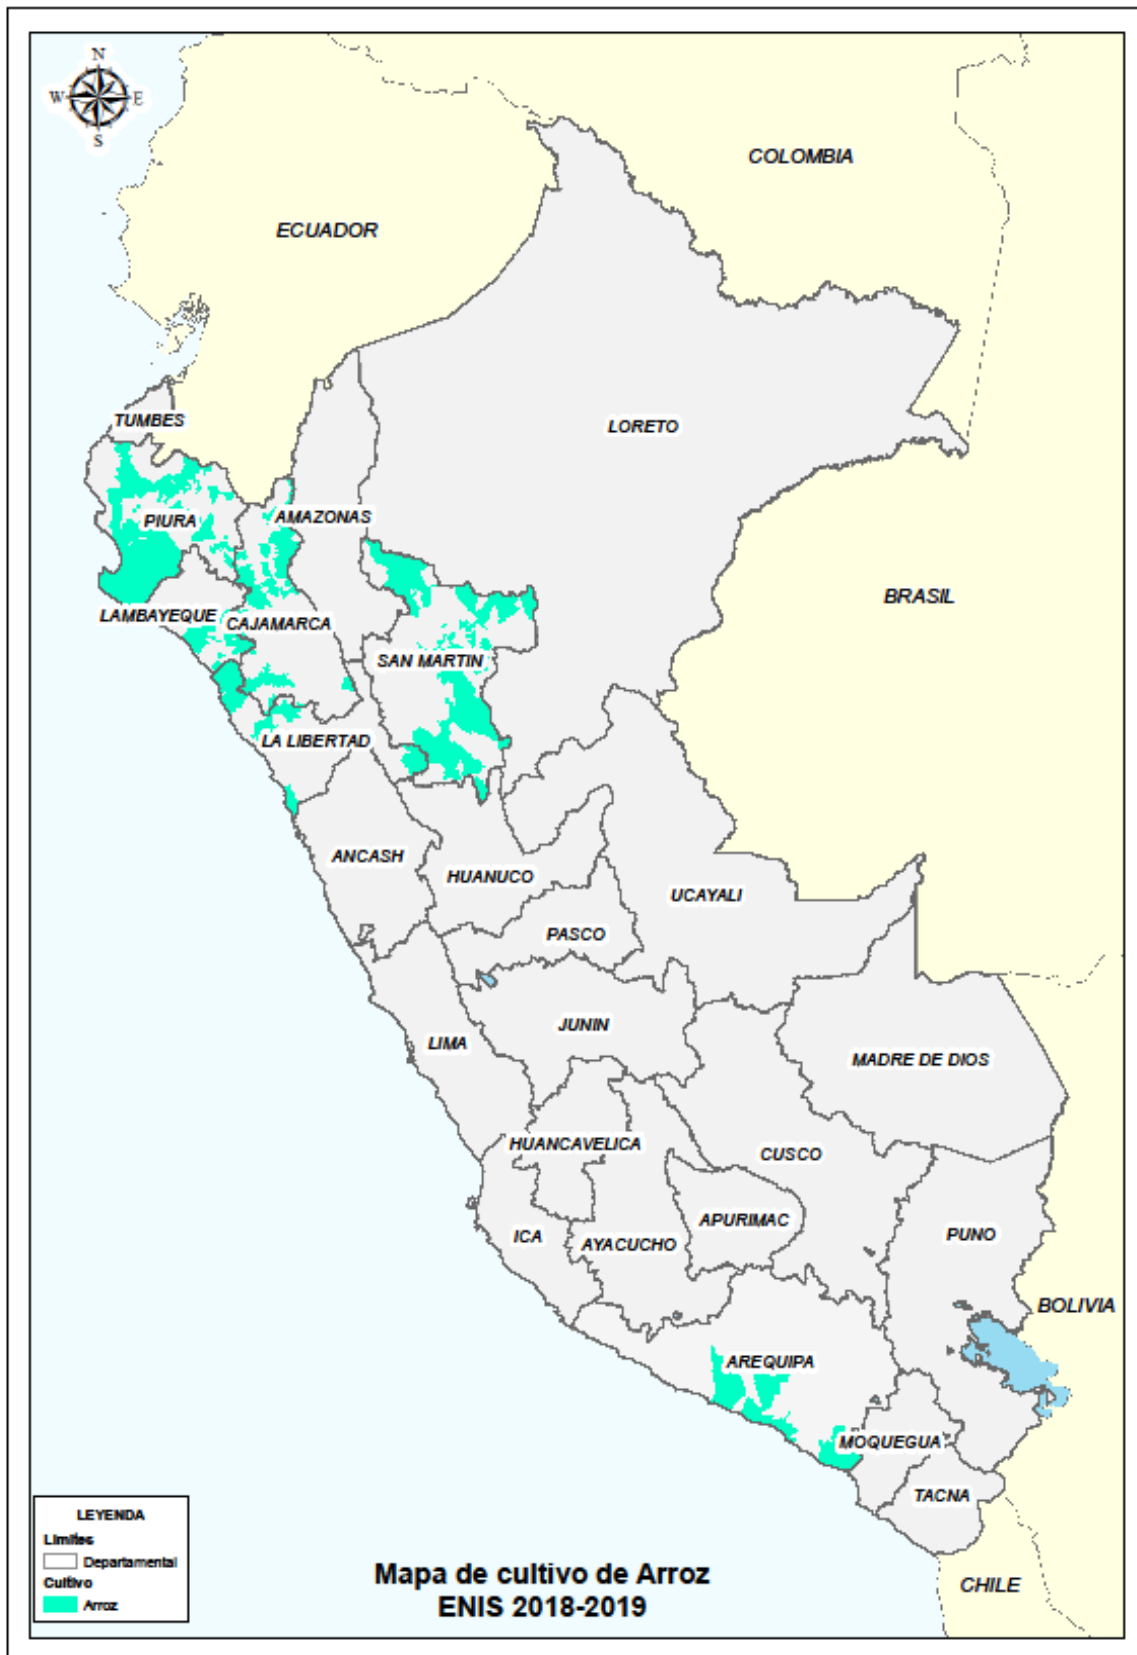 N
W E
S
COLOMBIA
ECUADOR
TUMBES
LORETO
PIURA
AMAZONAS
BRASIL
LAMBAYEQUE
CAJAMARCA
SAN MARTIN
LA LIBERTAD
ANCASH
HUANUCO
UCAYALI
PASCO
JUNIN
LIMA
MADRE DE DIOS
HUANCAVELICA
CUSCO
APURIMAC
ICA
AYACUCHO
PUNO
BOLIVIA
AREQUIPA
MOQUEGUA
TACNA
CHILE
LEYENDA
Limites
Departamental
Cultivo
Arroz
Mapa de cultivo de Arroz
ENIS 2018-2019